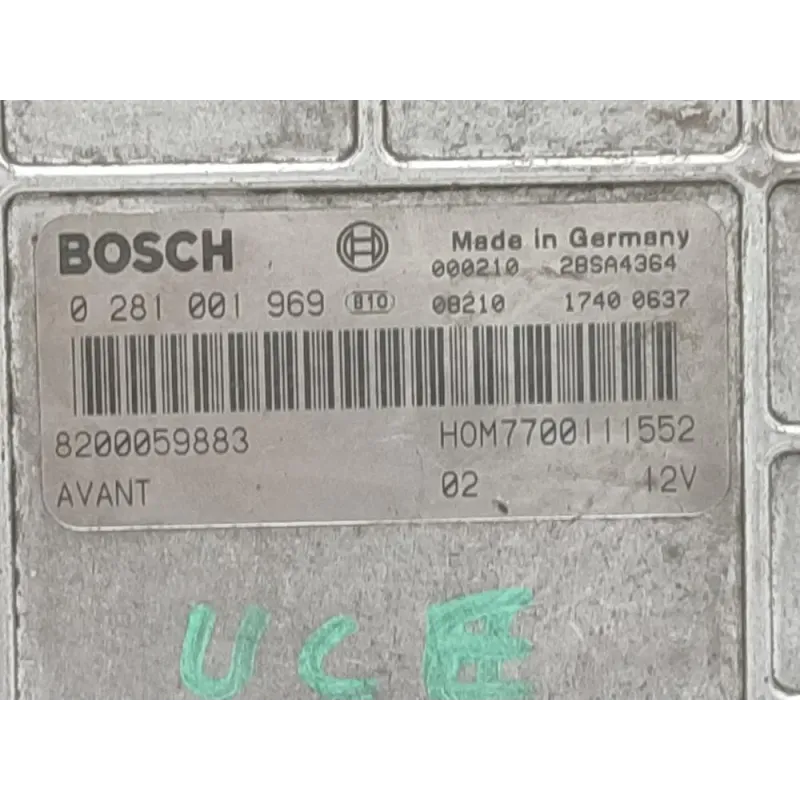 BOSCH
Made in Germany
000210 28SA4364
0 281 001 969 B10 08210 1740 0637
8200059883 HOM7700111552
AVANT 02 12V
UCE